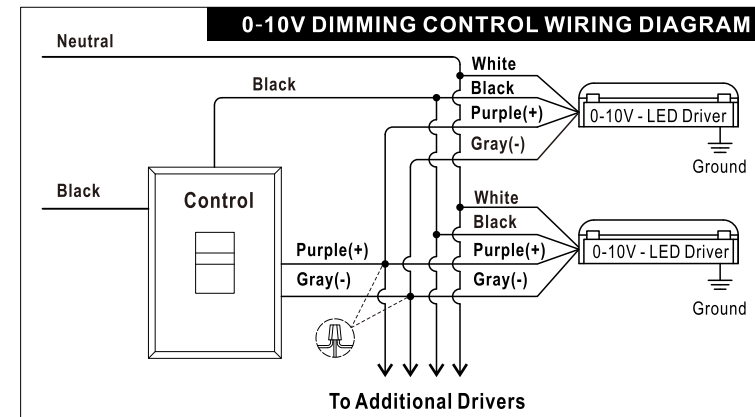 0-10V DIMMING CONTROL WIRING DIAGRAM
Neutral
White
Black
Black
Purple(+)
0-10V - LED Driver
Gray(-)
Ground
Black
Control
White
Black
Purple(+)
Purple(+)
0-10V - LED Driver
Gray(-)
Gray(-)
Ground
To Additional Drivers